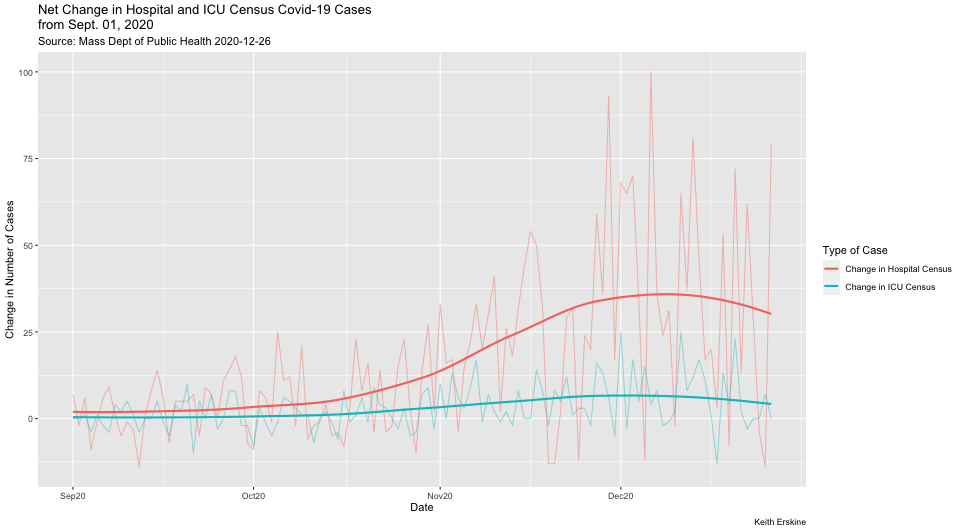 Net Change in Hospital and ICU Census Covid-19 Cases
from Sept. 01, 2020
Source: Mass Dept of Public Health 2020-12-26
100
75
50
25
0
Change in Number of Cases
Sep20
Oct20
Nov20
Dec20
Date
Type of Case
Change in Hospital Census
Change in ICU Census
Keith Erskine